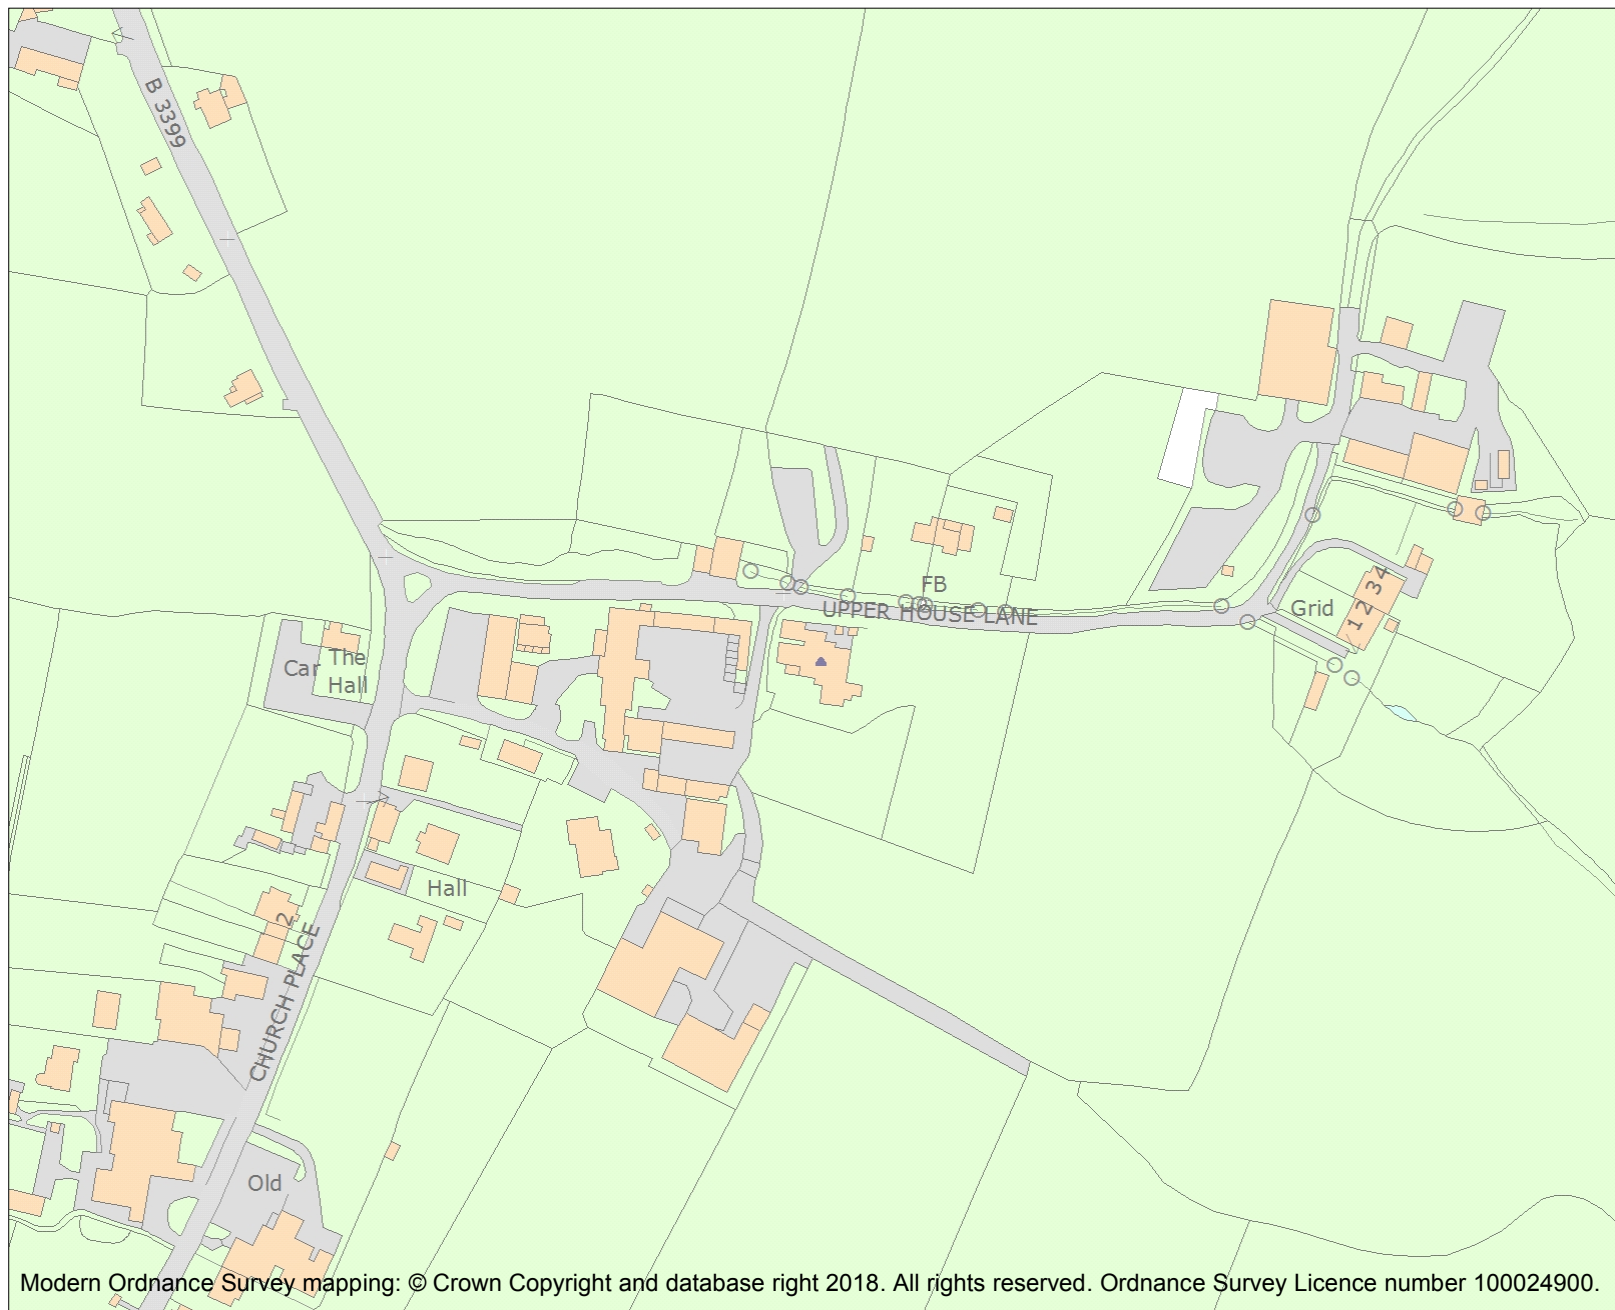 B 3399
FB
UPPER HOUSE LANE
Grid
1 2 3 4
Car
The
Hall
Hall
2
CHURCH PLACE
Old
Modern Ordnance Survey mapping: © Crown Copyright and database right 2018. All rights reserved. Ordnance Survey Licence number 100024900.